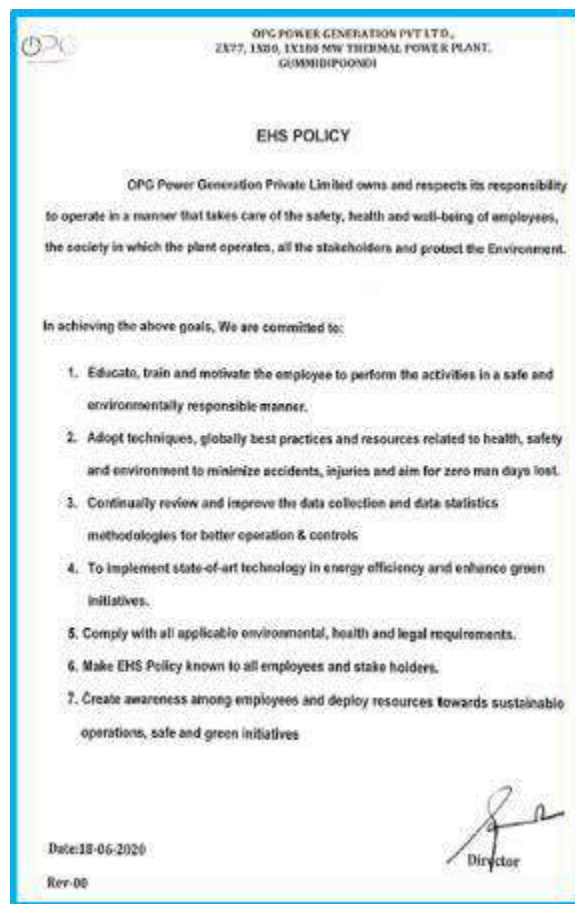 OPG
OPG POWER GENERATION PVT LTD.,
2X77, 1X80, 1X180 MW THERMAL POWER PLANT,
GUMMIDIPOONDI
EHS POLICY
OPG Power Generation Private Limited owns and respects its responsibility
to operate in a manner that takes care of the safety, health and well-being of employees,
the society in which the plant operates, all the stakeholders and protect the Environment.
In achieving the above goals, We are committed to:
1. Educate, train and motivate the employee to perform the activities in a safe and
environmentally responsible manner.
2. Adopt techniques, globally best practices and resources related to health, safety
and environment to minimize accidents, injuries and aim for zero man days lost.
3. Continually review and improve the data collection and data statistics
methodologies for better operation & controls
4. To implement state-of-art technology in energy efficiency and enhance green
initiatives.
5. Comply with all applicable environmental, health and legal requirements.
6. Make EHS Policy known to all employees and stake holders.
7. Create awareness among employees and deploy resources towards sustainable
operations, safe and green initiatives
Date:18-06-2020
Director
Rev-00